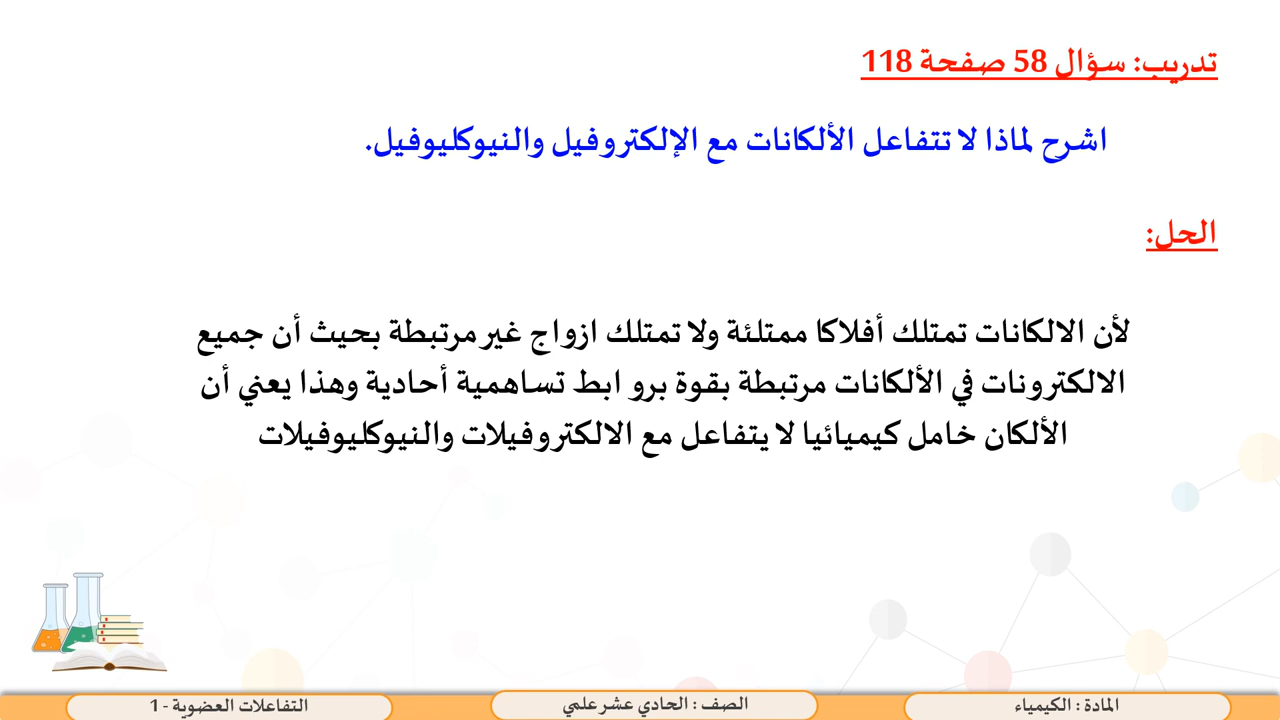 تدريب: سؤال 58 صفحة 118
اشرح لماذا لا تتفاعل الألكانات مع الإلكتروفيل والنيوكليوفيل.
الحل:
لأن الالكانات تمتلك أفلاكا ممتلئة ولا تمتلك ازواج غير مرتبطة بحيث أن جميع
الالكترونات في الألكانات مرتبطة بقوة برو ابط تساهمية أحادية وهذا يعني أن
الألكان خامل كيميائيا لا يتفاعل مع الالكتروفيلات والنيوكليوفيلات
المادة : الكيمياء
الصف : الحادي عشر علمي
التفاعلات العضوية - 1